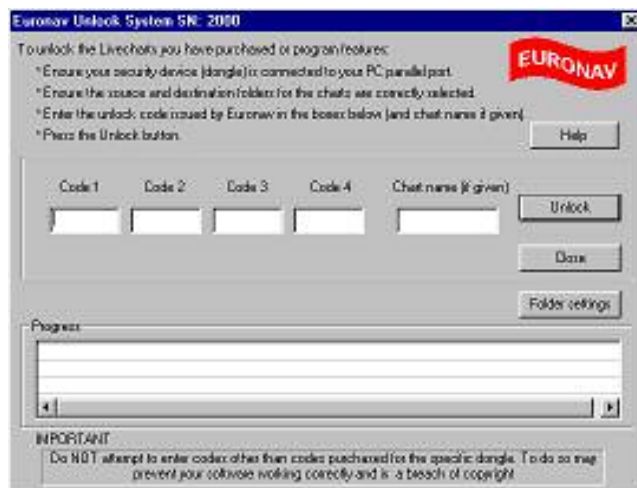 Euronav Unlock System SN: 2000
To unlock the Livecharts you have purchased or program features:
*Ensure your security device (dongle) is connected to your PC parallel port.
*Ensure the source and destination folders for the charts are correctly selected.
*Enter the unlock code issued by Euronav in the boxes below (and chart name if given)
*Press the Unlock button.
EURONAV
Help
Code 1 Code 2 Code 3 Code 4 Chart name (if given)
Unlock
Close
Folder settings
Progress
IMPORTANT
Do NOT attempt to enter codes other than codes purchased for the specific dongle. To do so may
prevent your software working correctly and is a breach of copyright